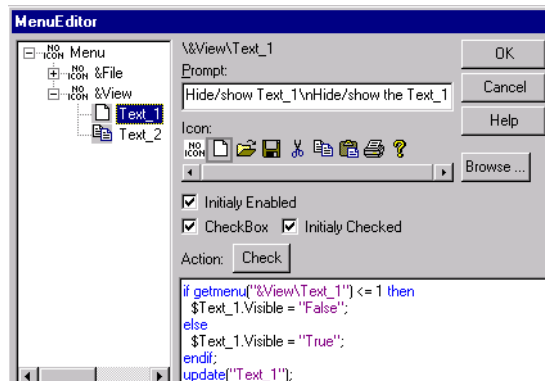 MenuEditor
NO ICON Menu
NO ICON &File
NO ICON &View
Text_1
Text_2
\&View\Text_1
Prompt:
Hide/show Text_1\nHide/show the Text_1
Icon:
NO ICON
Initialy Enabled
CheckBox Initialy Checked
Action: Check
if getmenu("&View\Text_1") <= 1 then
$Text_1.Visible = "False";
else
$Text_1.Visible = "True";
endif;
update("Text_1");
OK
Cancel
Help
Browse ...